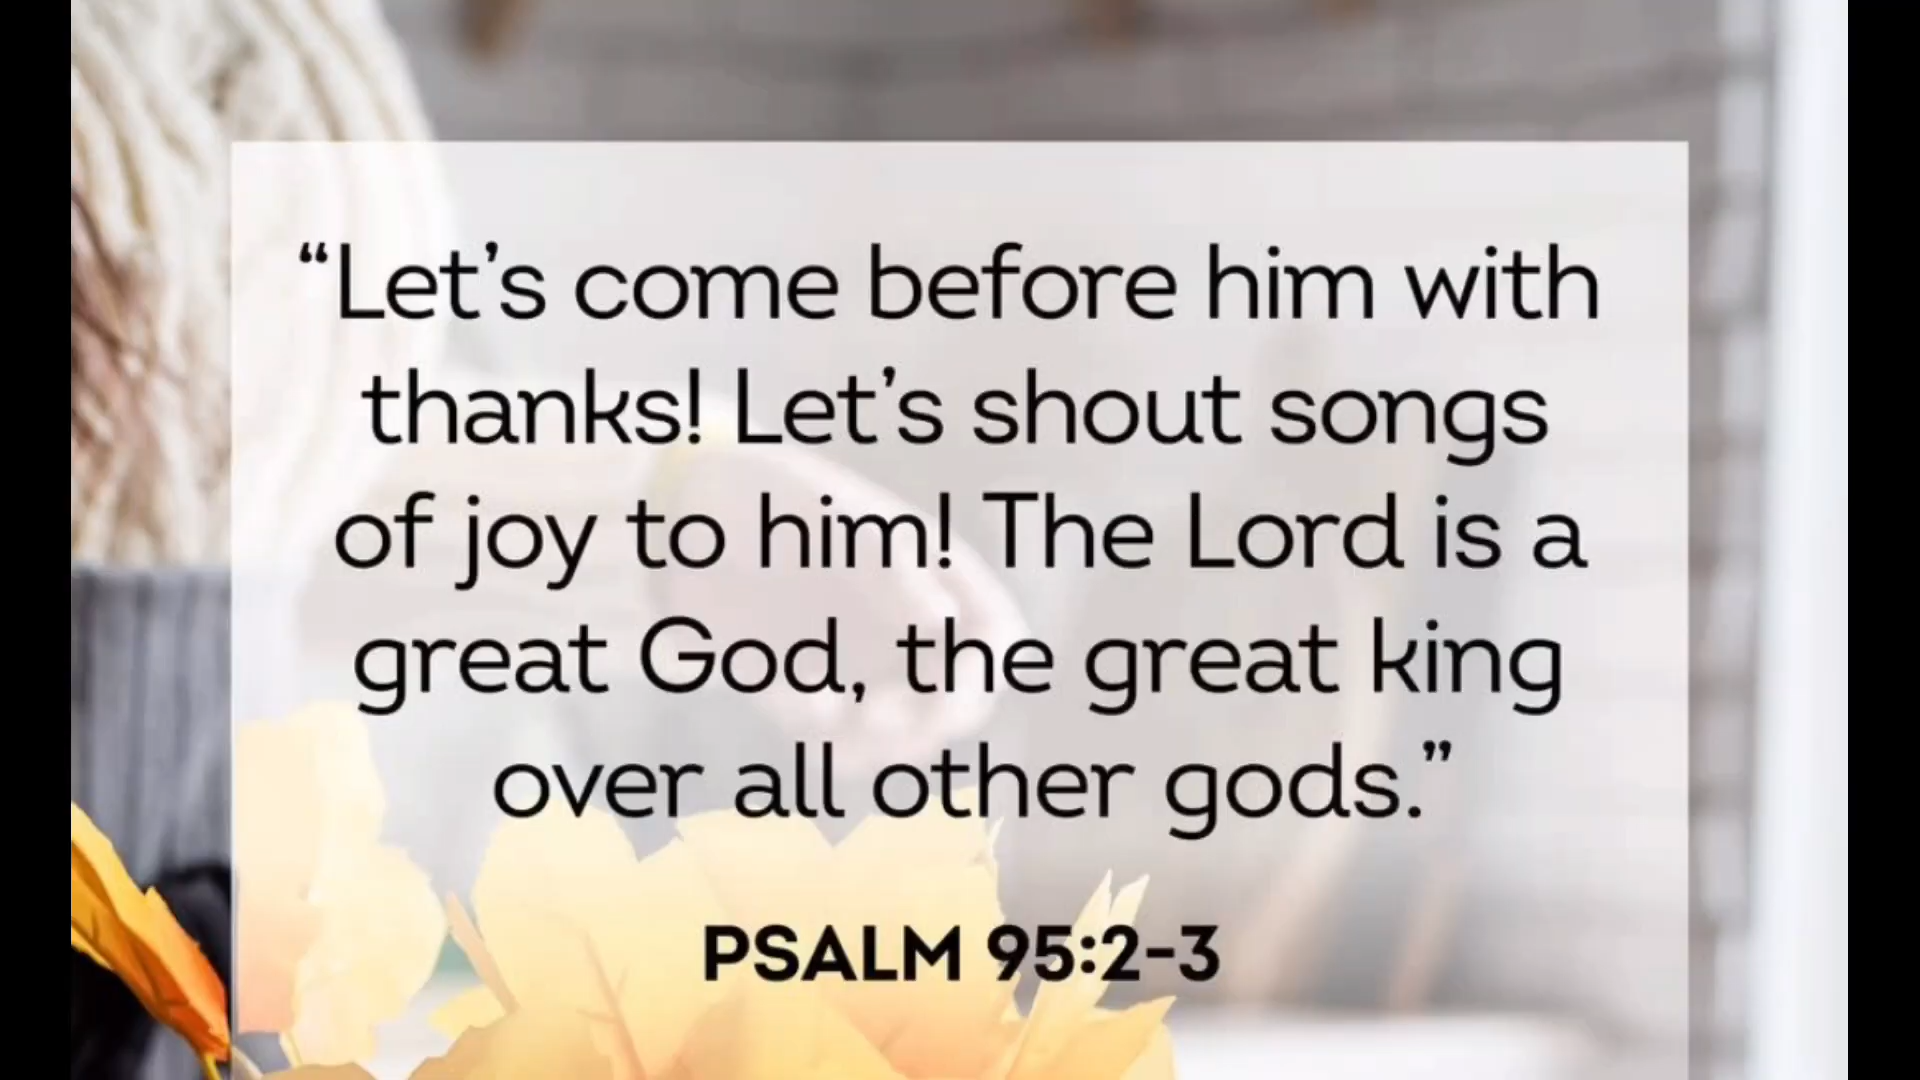 “Let’s come before him with
thanks! Let’s shout songs
of joy to him! The Lord is a
great God, the great king
over all other gods.”
PSALM 95:2-3